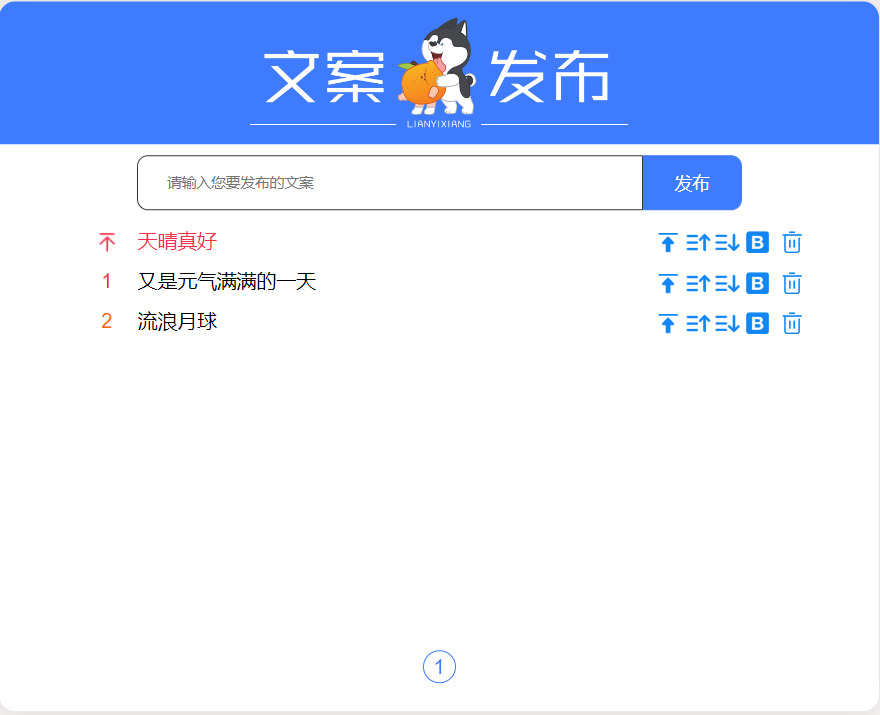 文案 发布
LIANYIXIANG
请输入您要发布的文案 发布
天晴真好 B
1 又是元气满满的一天 B
2 流浪月球 B
1